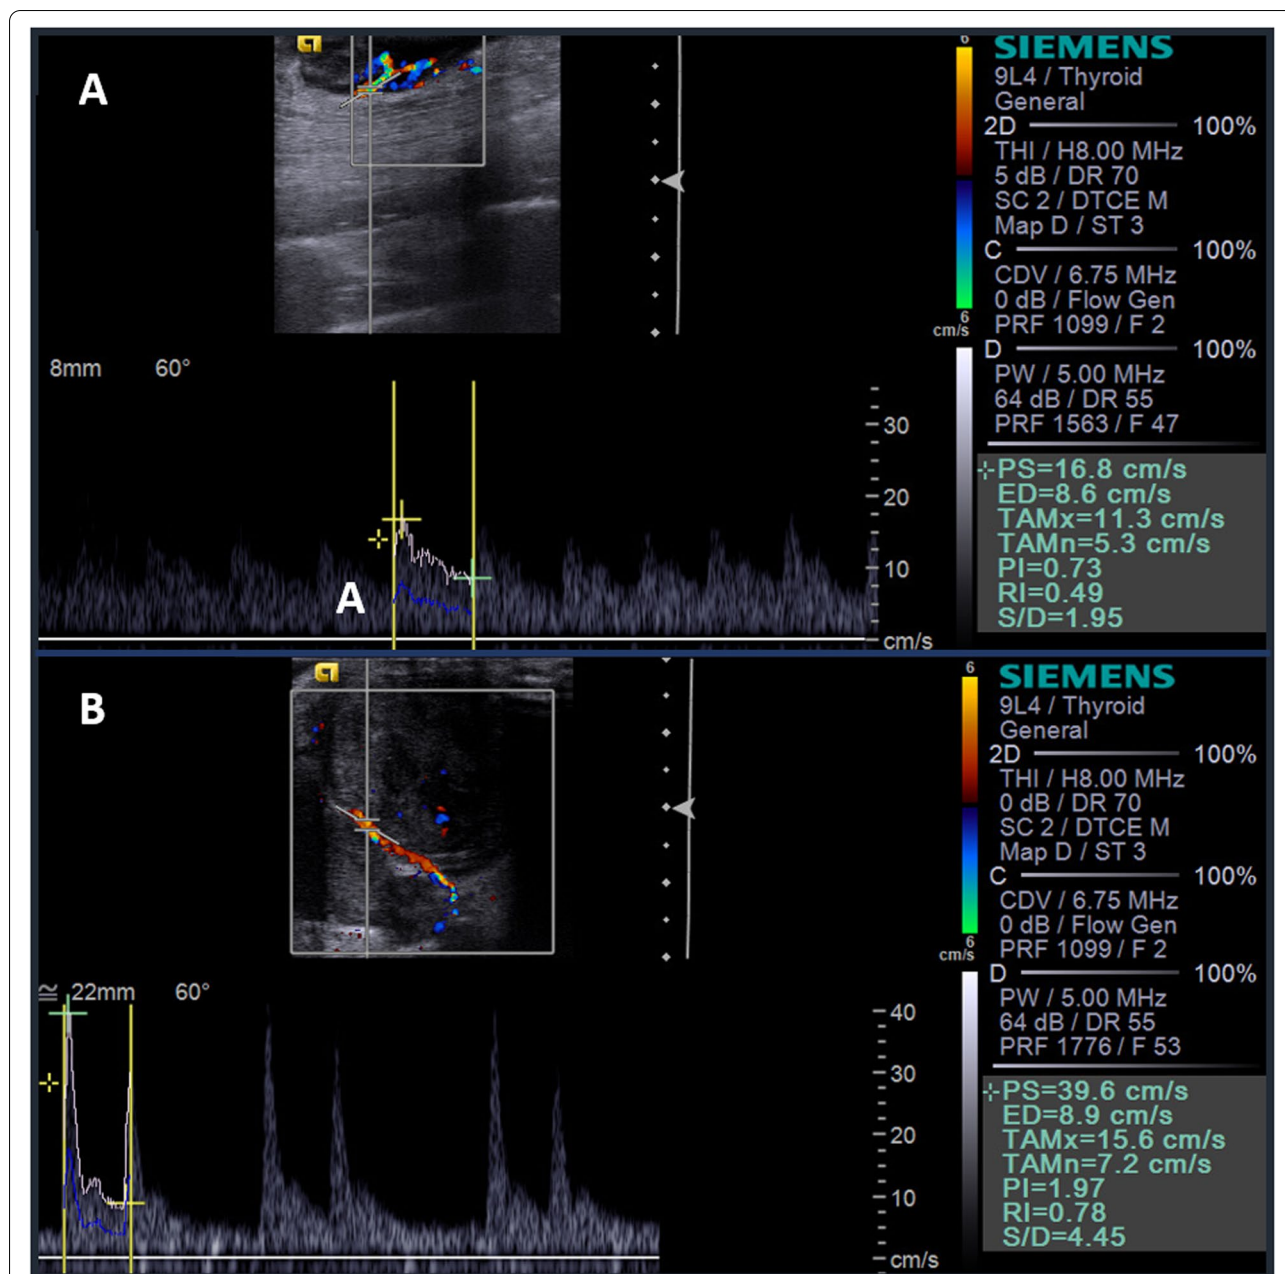 A
6
SIEMENS
9L4 / Thyroid
General
2D 100%
THI / H8.00 MHz
5 dB / DR 70
SC 2 / DTCE M
Map D / ST 3
C 100%
CDV / 6.75 MHz
0 dB / Flow Gen
PRF 1099 / F 2
6
cm/s
D 100%
PW / 5.00 MHz
64 dB / DR 55
PRF 1563 / F 47
8mm 60°
30
20
10
cm/s
A
PS=16.8 cm/s
ED=8.6 cm/s
TAMx=11.3 cm/s
TAMn=5.3 cm/s
PI=0.73
RI=0.49
S/D=1.95
B
6
SIEMENS
9L4 / Thyroid
General
2D 100%
THI / H8.00 MHz
0 dB / DR 70
SC 2 / DTCE M
Map D / ST 3
C 100%
CDV / 6.75 MHz
0 dB / Flow Gen
PRF 1099 / F 2
6
cm/s
D 100%
PW / 5.00 MHz
64 dB / DR 55
PRF 1776 / F 53
≅ 22mm 60°
40
30
20
10
cm/s
PS=39.6 cm/s
ED=8.9 cm/s
TAMx=15.6 cm/s
TAMn=7.2 cm/s
PI=1.97
RI=0.78
S/D=4.45